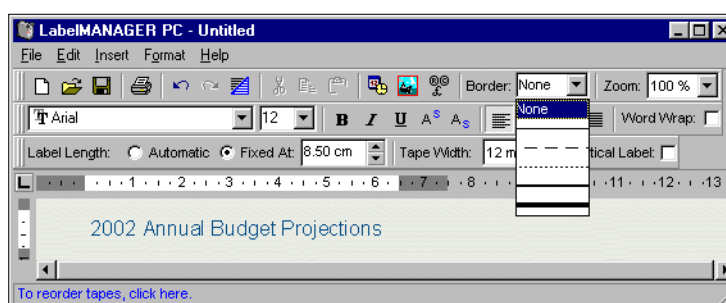 LabelMANAGER PC - Untitled
File Edit Insert Format Help
Border: None Zoom: 100 %
Arial 12 B I U A S A S Word Wrap:
None
Label Length: Automatic Fixed At: 8.50 cm Tape Width: 12 m tical Label:
L 1 2 3 4 5 6 7 8 11 12 13
2002 Annual Budget Projections
To reorder tapes, click here.